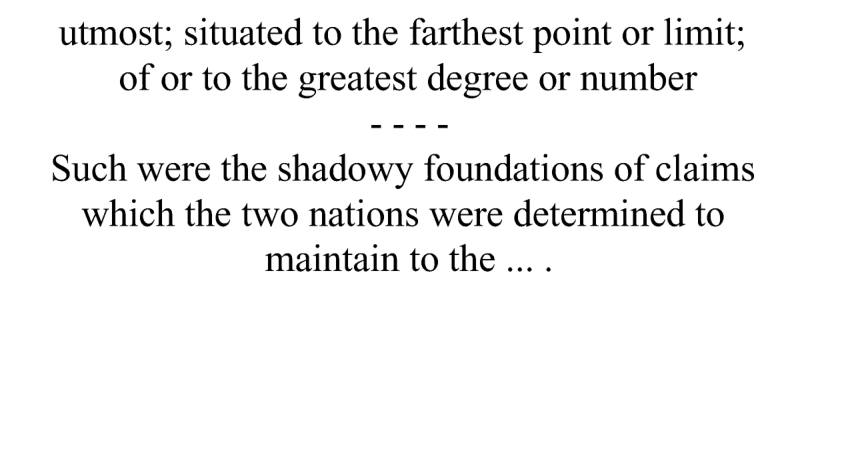 utmost; situated to the farthest point or limit;
of or to the greatest degree or number
- - - -
Such were the shadowy foundations of claims
which the two nations were determined to
maintain to the ... .